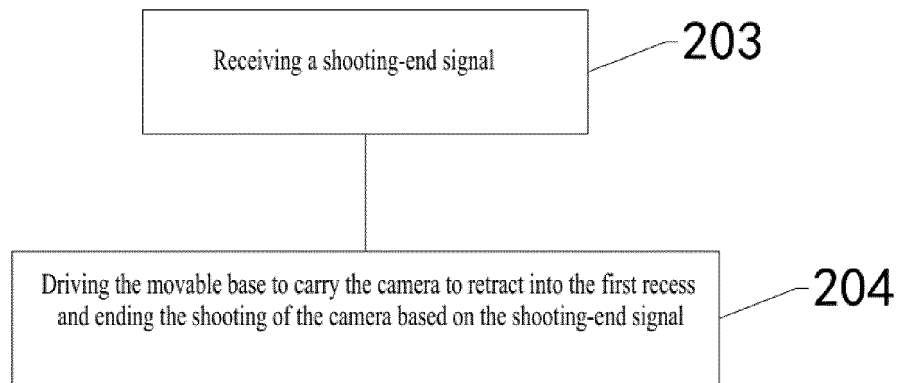 Receiving a shooting-end signal
203
Driving the movable base to carry the camera to retract into the first recess
and ending the shooting of the camera based on the shooting-end signal
204